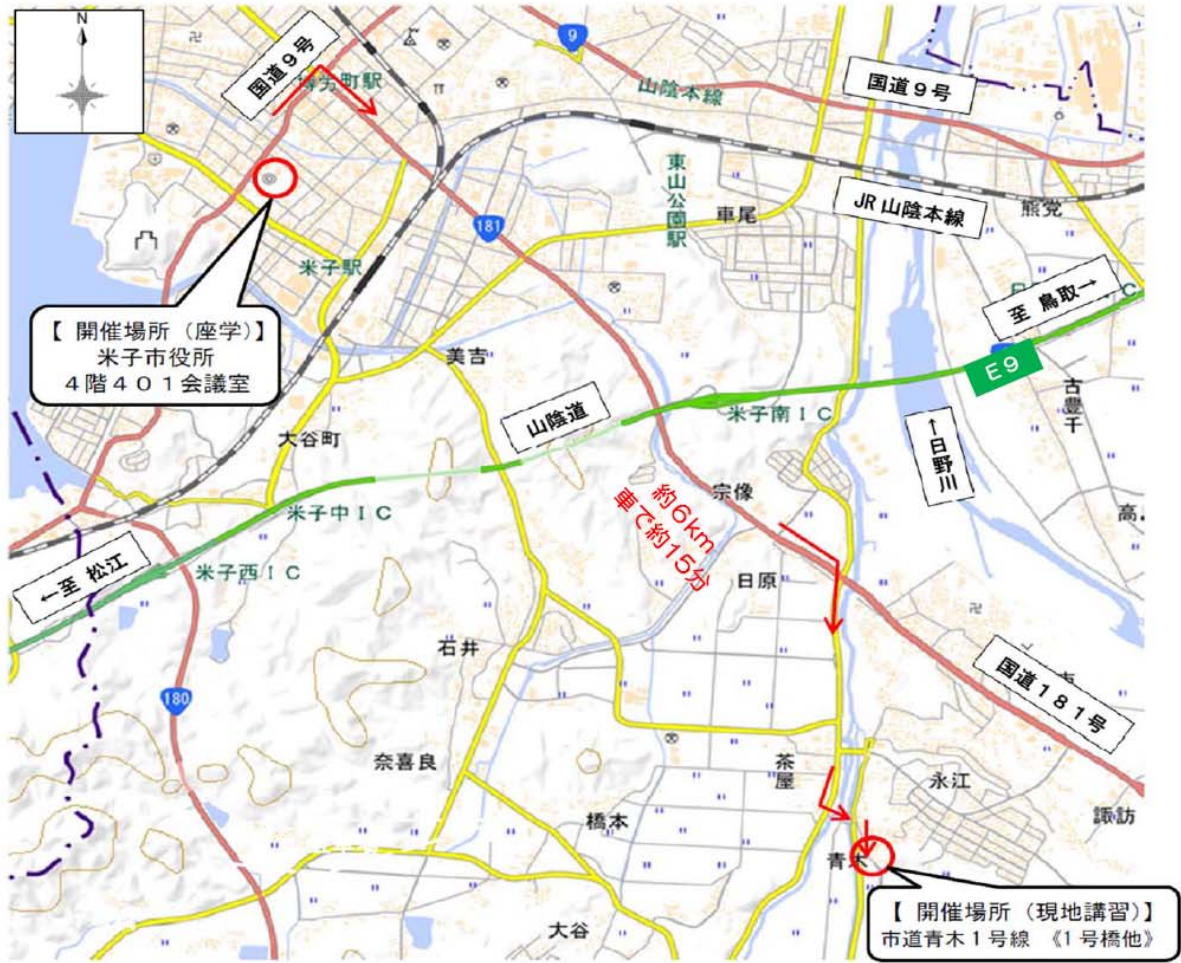 N
国道９号
博労町駅
9
山陰本線
国道９号
東山公園駅
車尾
JR 山陰本線
熊党
181
米子駅
至 鳥取→
【 開催場所（座学）】
米子市役所
４階４０１会議室
美吉
E９
山陰道
米子南ＩＣ
古豊千
大谷町
←日野川
宗像
約６km
車で約１５分
高
米子中ＩＣ
←至 松江
米子西ＩＣ
日原
石井
国道１８１号
180
奈喜良
茶屋
永江
諏訪
橋本
青木
大谷
【 開催場所（現地講習）】
市道青木１号線 《１号橋他》